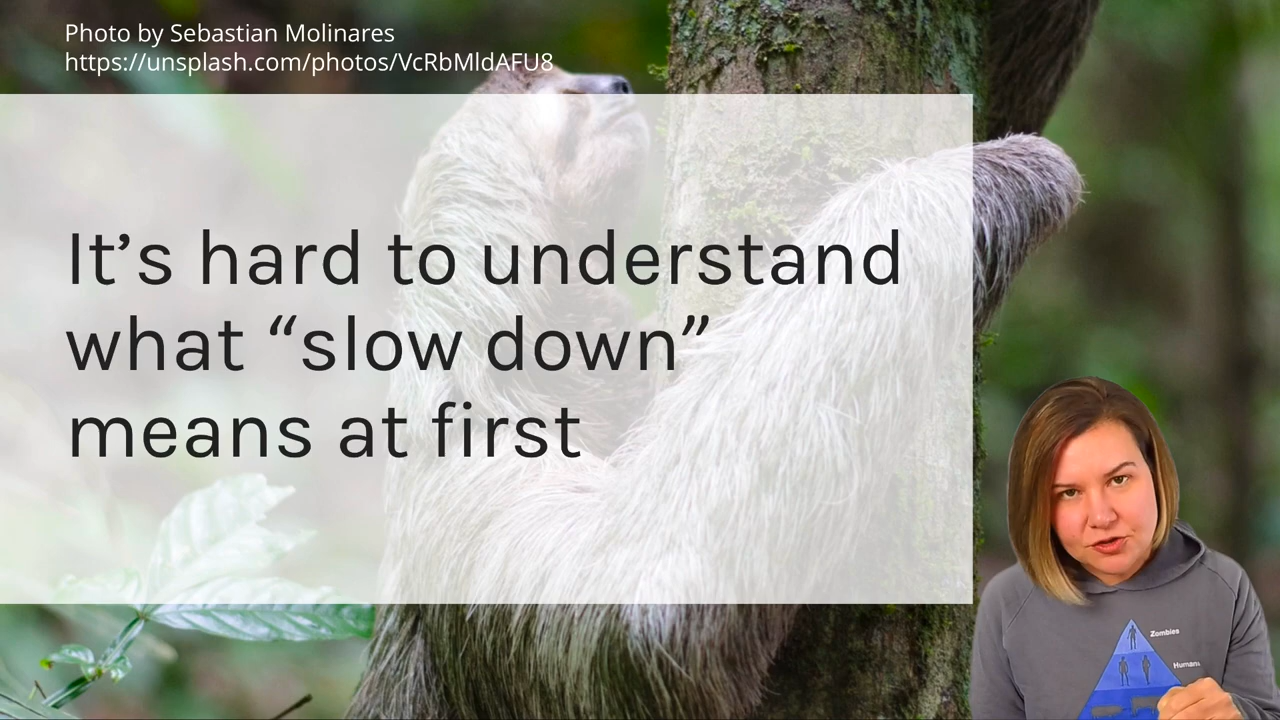 Photo by Sebastian Molinares
https://unsplash.com/photos/VcRbMldAFU8
It’s hard to understand
what “slow down”
means at first
Zombies
Humans